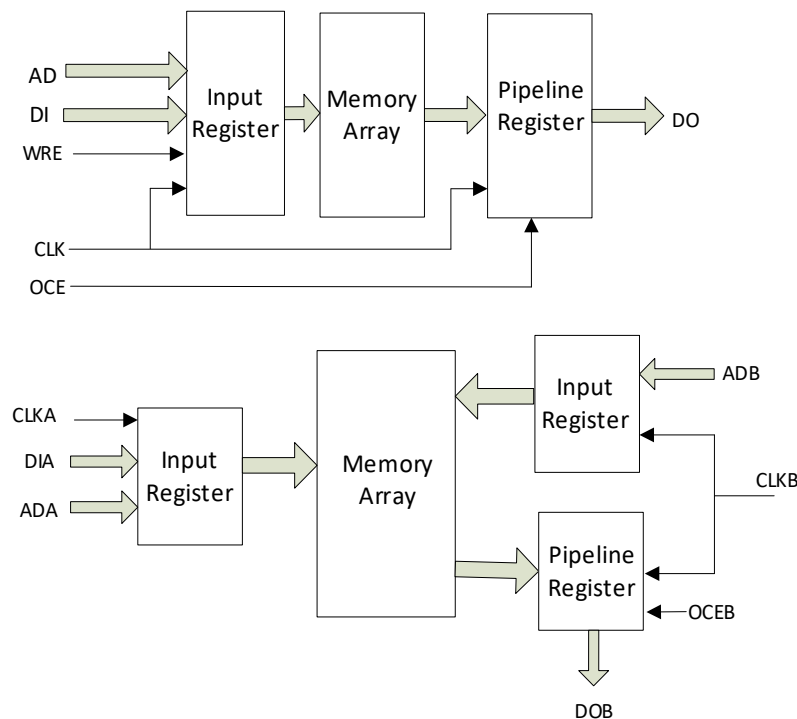 AD
DI
WRE
CLK
OCE
Input
Register
Memory
Array
Pipeline
Register
DO
CLKA
DIA
ADA
Input
Register
Memory
Array
Input
Register
ADB
CLKB
Pipeline
Register
OCEB
DOB